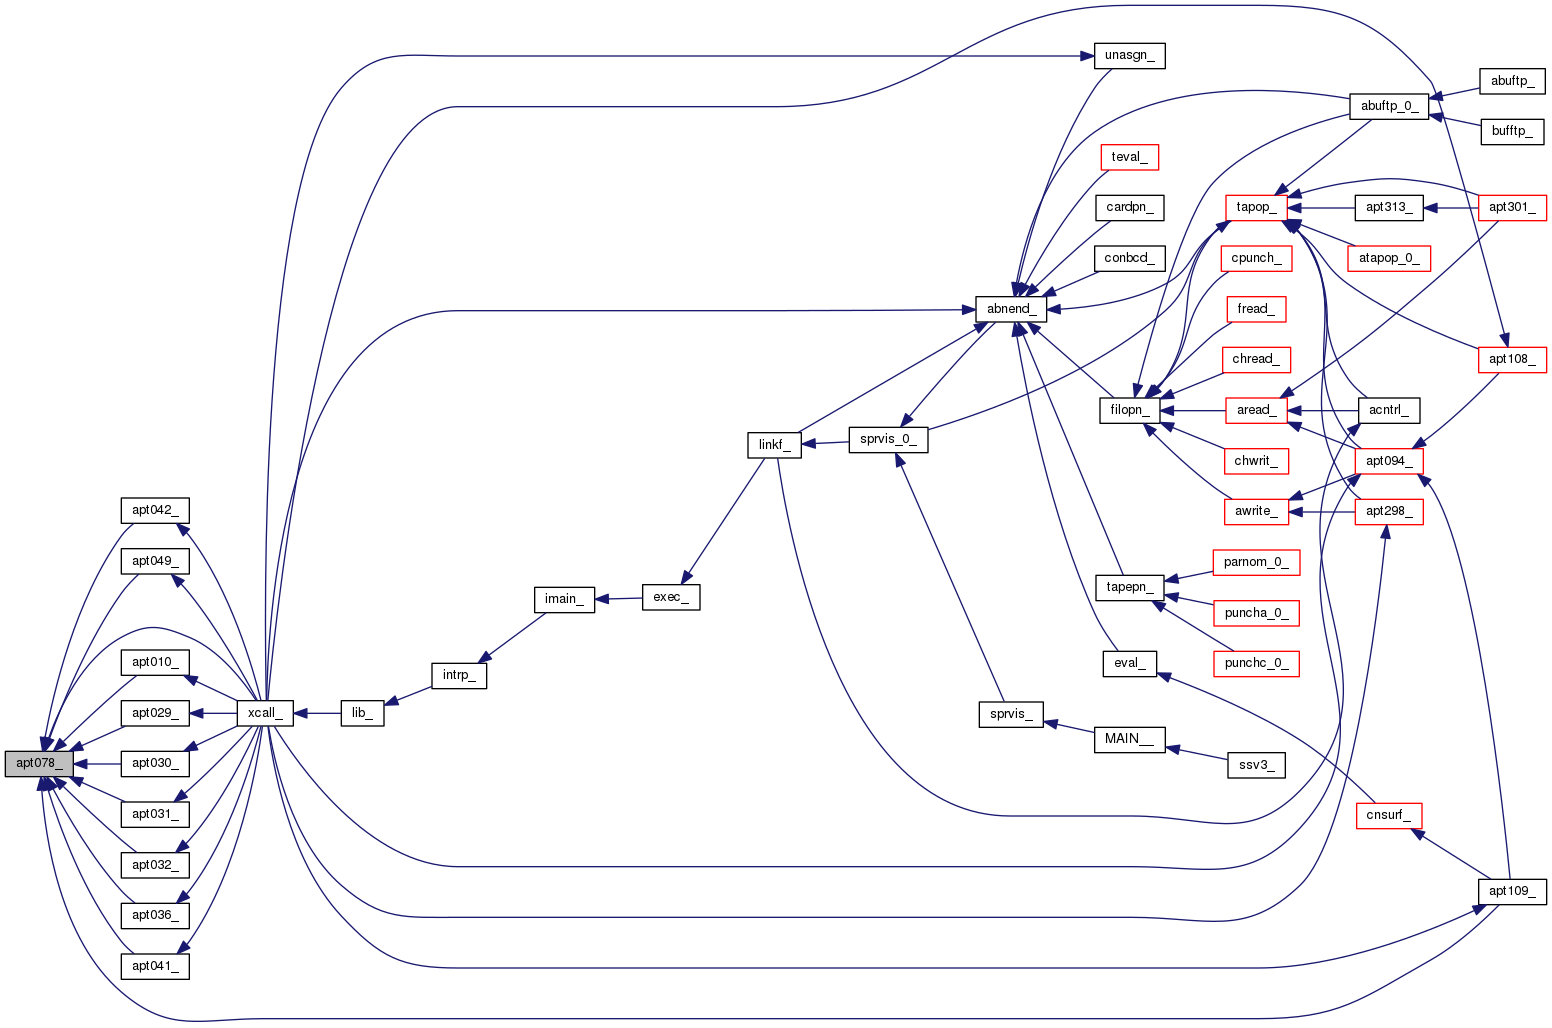 unasgn_
abuftp_
abuftp_0_
bufftp_
teval_
cardpn_
tapop_
apt313_
apt301_
conbcd_
cpunch_
atapop_0_
abnend_
fread_
chread_
apt108_
filopn_
aread_
acntrl_
linkf_
sprvis_0_
chwrit_
apt094_
apt042_
awrite_
apt298_
apt049_
parnom_0_
imain_
exec_
tapepn_
puncha_0_
apt010_
intrp_
eval_
punchc_0_
apt029_
xcall_
lib_
sprvis_
MAIN__
apt078_
apt030_
ssv3_
apt031_
cnsurf_
apt032_
apt109_
apt036_
apt041_